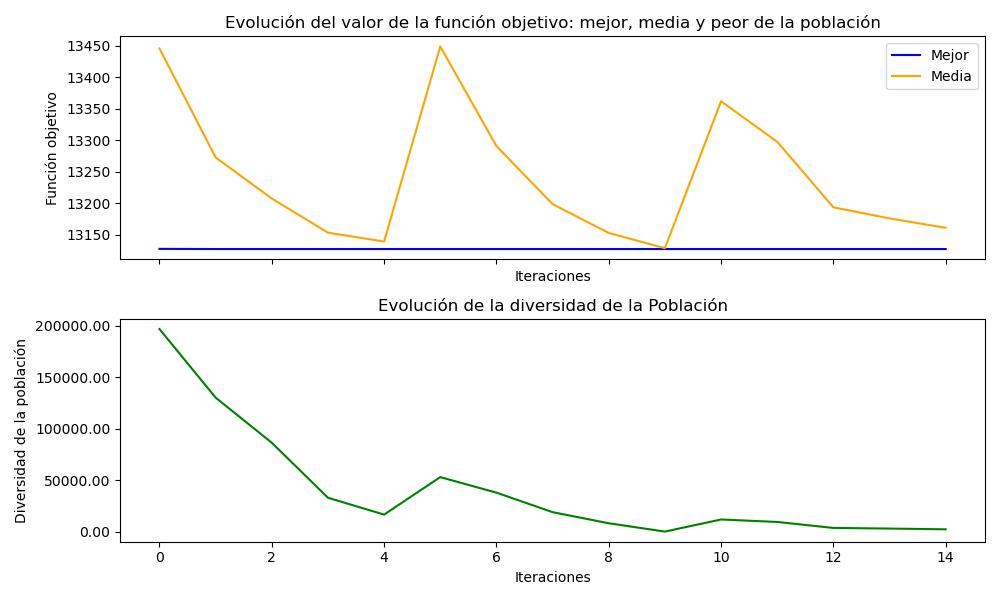 Evolución del valor de la función objetivo: mejor, media y peor de la población
13450
13400
13350
13300
13250
13200
13150
Función objetivo
Mejor
Media
Iteraciones
Evolución de la diversidad de la Población
200000.00
150000.00
100000.00
50000.00
0.00
Diversidad de la población
0 2 4 6 8 10 12 14
Iteraciones